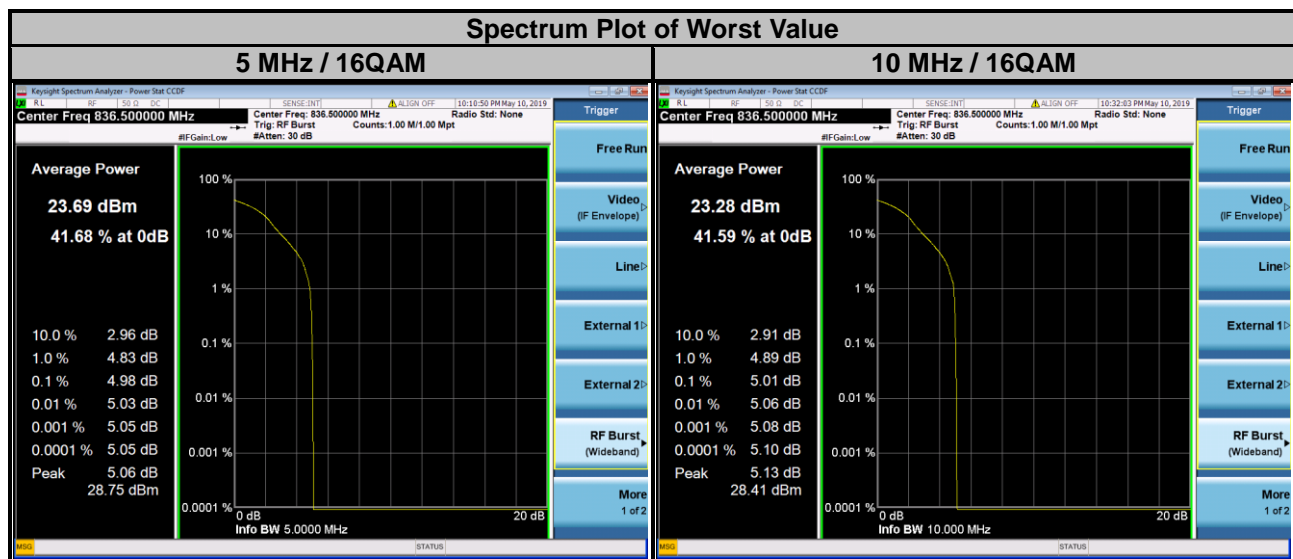 Spectrum Plot of Worst Value
5 MHz / 16QAM
Keysight Spectrum Analyzer - Power Stat CCDF
RL RF 50 Ω DC SENSE:INT ALIGN OFF 10:10:50 PM May 10, 2019
Center Freq 836.500000 MHz
Center Freq: 836.500000 MHz Radio Std: None
Trig: RF Burst Counts:1.00 M/1.00 Mpt
#IFGain:Low #Atten: 30 dB
Average Power
23.69 dBm
41.68 % at 0dB
10.0 % 2.96 dB
1.0 % 4.83 dB
0.1 % 4.98 dB
0.01 % 5.03 dB
0.001 % 5.05 dB
0.0001 % 5.05 dB
Peak 5.06 dB
28.75 dBm
100 %
10 %
1 %
0.1 %
0.01 %
0.001 %
0.0001 %
0 dB 20 dB
Info BW 5.0000 MHz
Trigger
Free Run
Video
(IF Envelope)
Line
External 1
External 2
RF Burst
(Wideband)
More
1 of 2
MSG STATUS
10 MHz / 16QAM
Keysight Spectrum Analyzer - Power Stat CCDF
RL RF 50 Ω DC SENSE:INT ALIGN OFF 10:32:03 PM May 10, 2019
Center Freq 836.500000 MHz
Center Freq: 836.500000 MHz Radio Std: None
Trig: RF Burst Counts:1.00 M/1.00 Mpt
#IFGain:Low #Atten: 30 dB
Average Power
23.28 dBm
41.59 % at 0dB
10.0 % 2.91 dB
1.0 % 4.89 dB
0.1 % 5.01 dB
0.01 % 5.06 dB
0.001 % 5.08 dB
0.0001 % 5.10 dB
Peak 5.13 dB
28.41 dBm
100 %
10 %
1 %
0.1 %
0.01 %
0.001 %
0.0001 %
0 dB 20 dB
Info BW 10.000 MHz
Trigger
Free Run
Video
(IF Envelope)
Line
External 1
External 2
RF Burst
(Wideband)
More
1 of 2
MSG STATUS